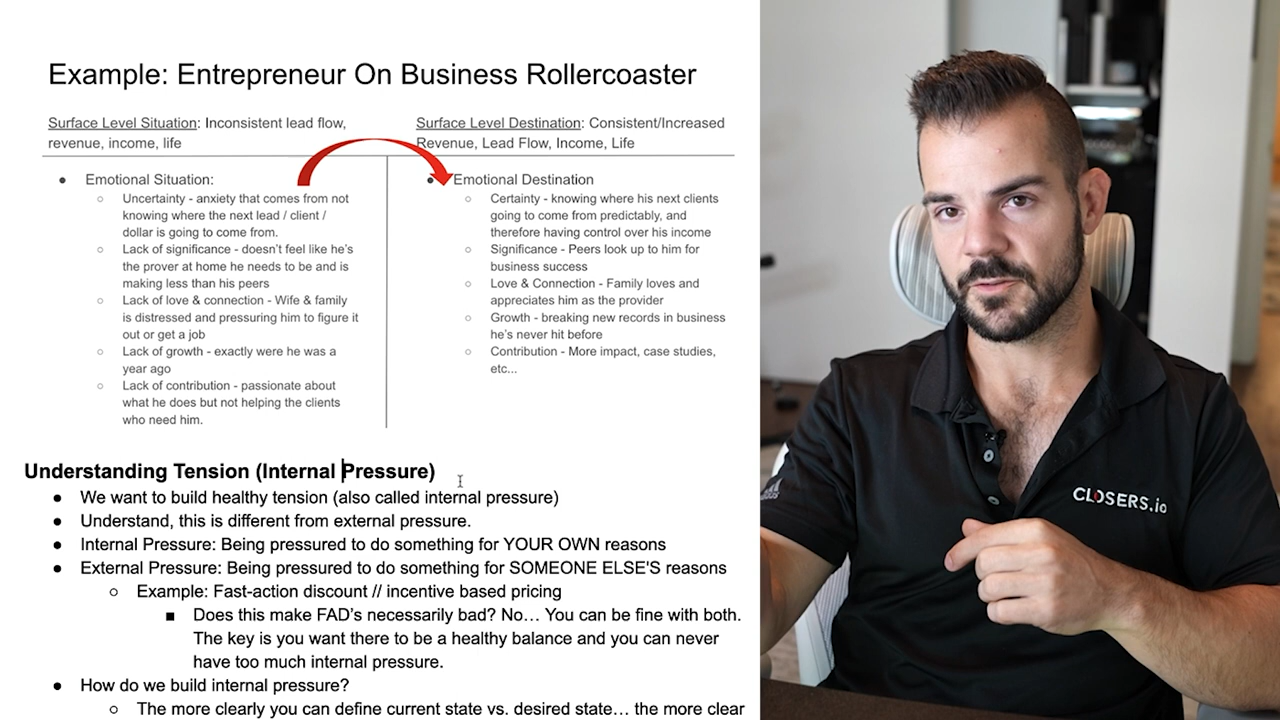 Example: Entrepreneur On Business Rollercoaster
Surface Level Situation: Inconsistent lead flow,
revenue, income, life
Surface Level Destination: Consistent/Increased
Revenue, Lead Flow, Income, Life
● Emotional Situation:
○ Uncertainty - anxiety that comes from not
knowing where the next lead / client /
dollar is going to come from.
○ Lack of significance - doesn't feel like he's
the prover at home he needs to be and is
making less than his peers
○ Lack of love & connection - Wife & family
is distressed and pressuring him to figure it
out or get a job
○ Lack of growth - exactly were he was a
year ago
○ Lack of contribution - passionate about
what he does but not helping the clients
who need him.
● Emotional Destination
○ Certainty - knowing where his next clients
going to come from predictably, and
therefore having control over his income
○ Significance - Peers look up to him for
business success
○ Love & Connection - Family loves and
appreciates him as the provider
○ Growth - breaking new records in business
he's never hit before
○ Contribution - More impact, case studies,
etc...
Understanding Tension (Internal Pressure)
● We want to build healthy tension (also called internal pressure)
● Understand, this is different from external pressure.
● Internal Pressure: Being pressured to do something for YOUR OWN reasons
● External Pressure: Being pressured to do something for SOMEONE ELSE'S reasons
○ Example: Fast-action discount // incentive based pricing
■ Does this make FAD's necessarily bad? No… You can be fine with both.
The key is you want there to be a healthy balance and you can never
have too much internal pressure.
● How do we build internal pressure?
○ The more clearly you can define current state vs. desired state… the more clear
adidas
CLOSERS.io